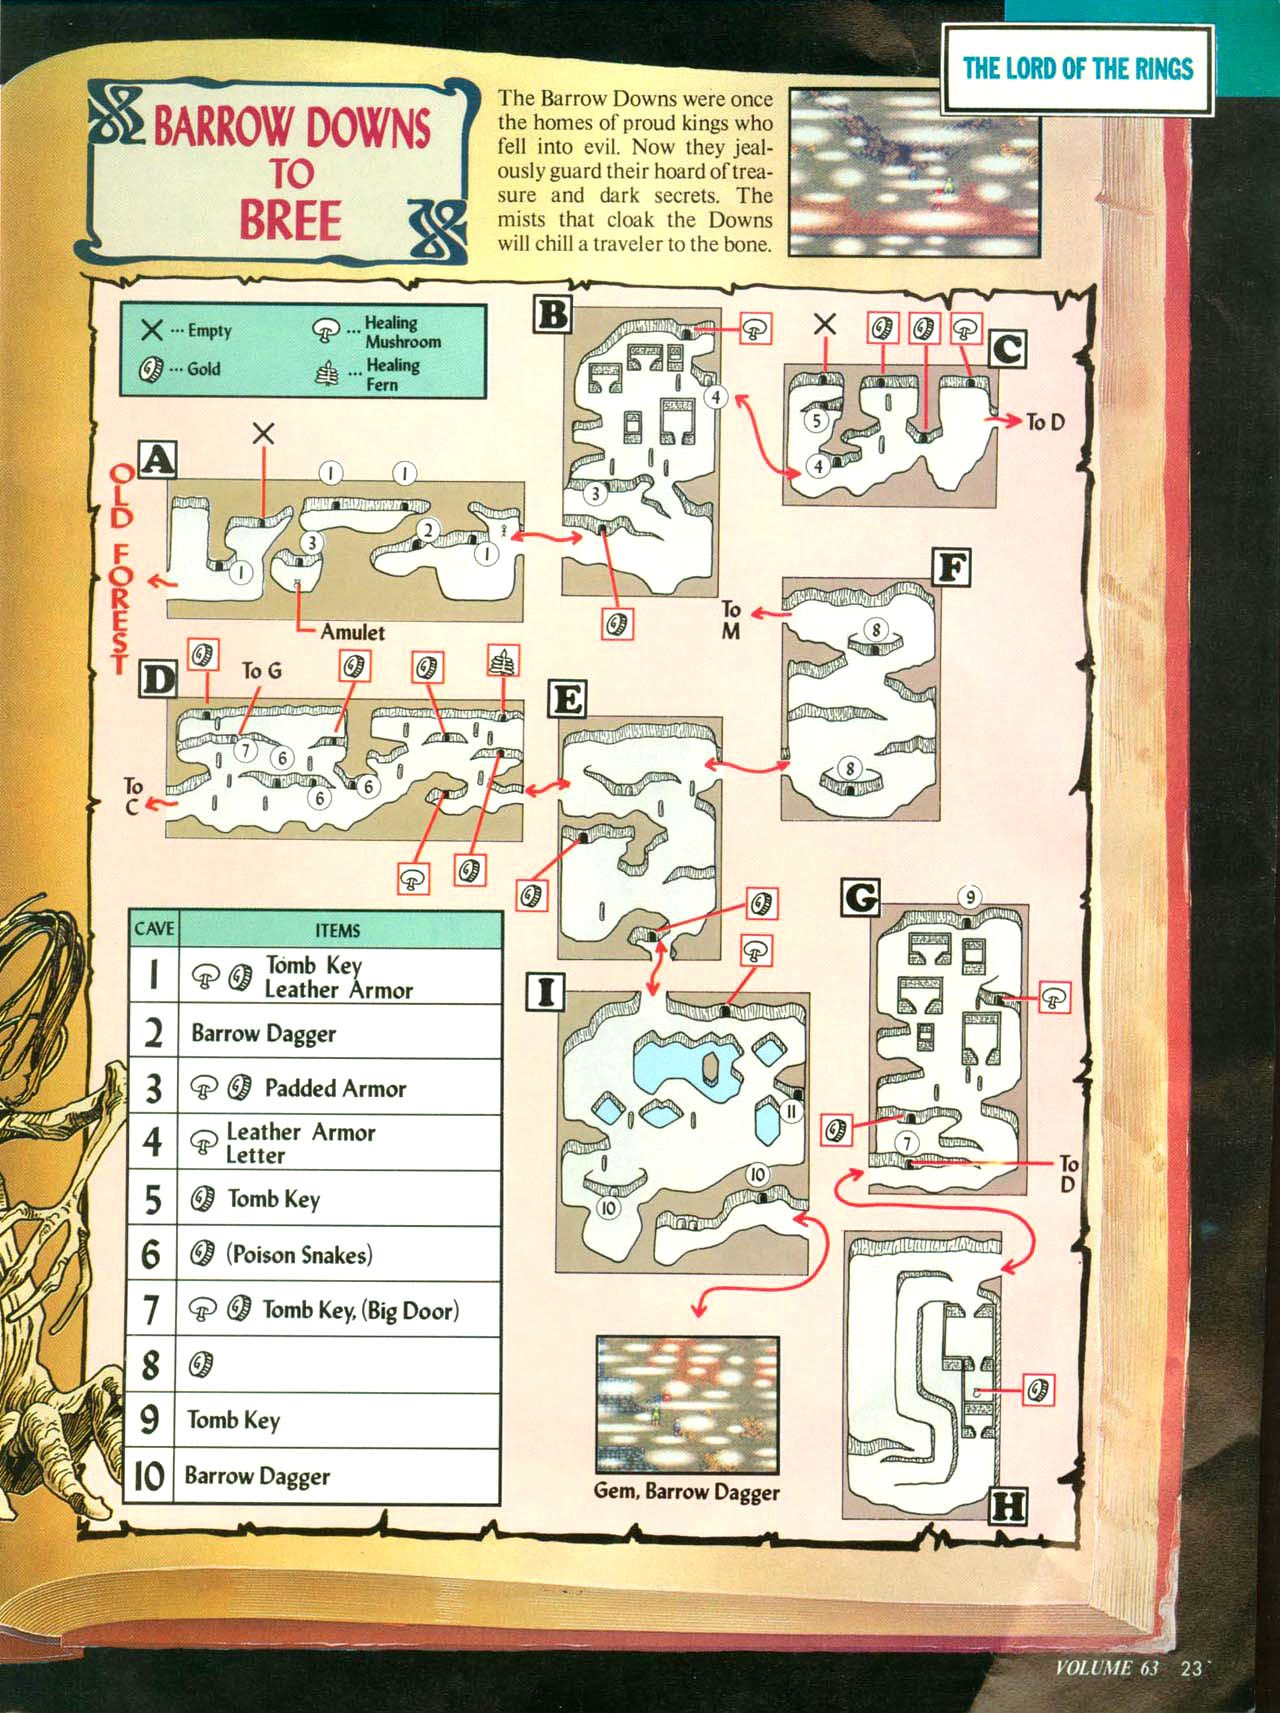 THE LORD OF THE RINGS
BARROW DOWNS
TO
BREE
The Barrow Downs were once
the homes of proud kings who
fell into evil. Now they jeal-
ously guard their hoard of trea-
sure and dark secrets. The
mists that cloak the Downs
will chill a traveler to the bone.
... Empty
... Healing
Mushroom
... Gold
... Healing
Fern
A
OLD FOREST
1
1
1
3
2
1
Amulet
B
4
3
C
5
4
To D
D
To G
7
6
6
6
To
C
E
F
To
M
8
8
G
9
7
To
D
H
I
11
10
10
Gem, Barrow Dagger
CAVE ITEMS
1 Tomb Key
Leather Armor
2 Barrow Dagger
3 Padded Armor
4 Leather Armor
Letter
5 Tomb Key
6 (Poison Snakes)
7 Tomb Key, (Big Door)
8
9 Tomb Key
10 Barrow Dagger
VOLUME 63 23